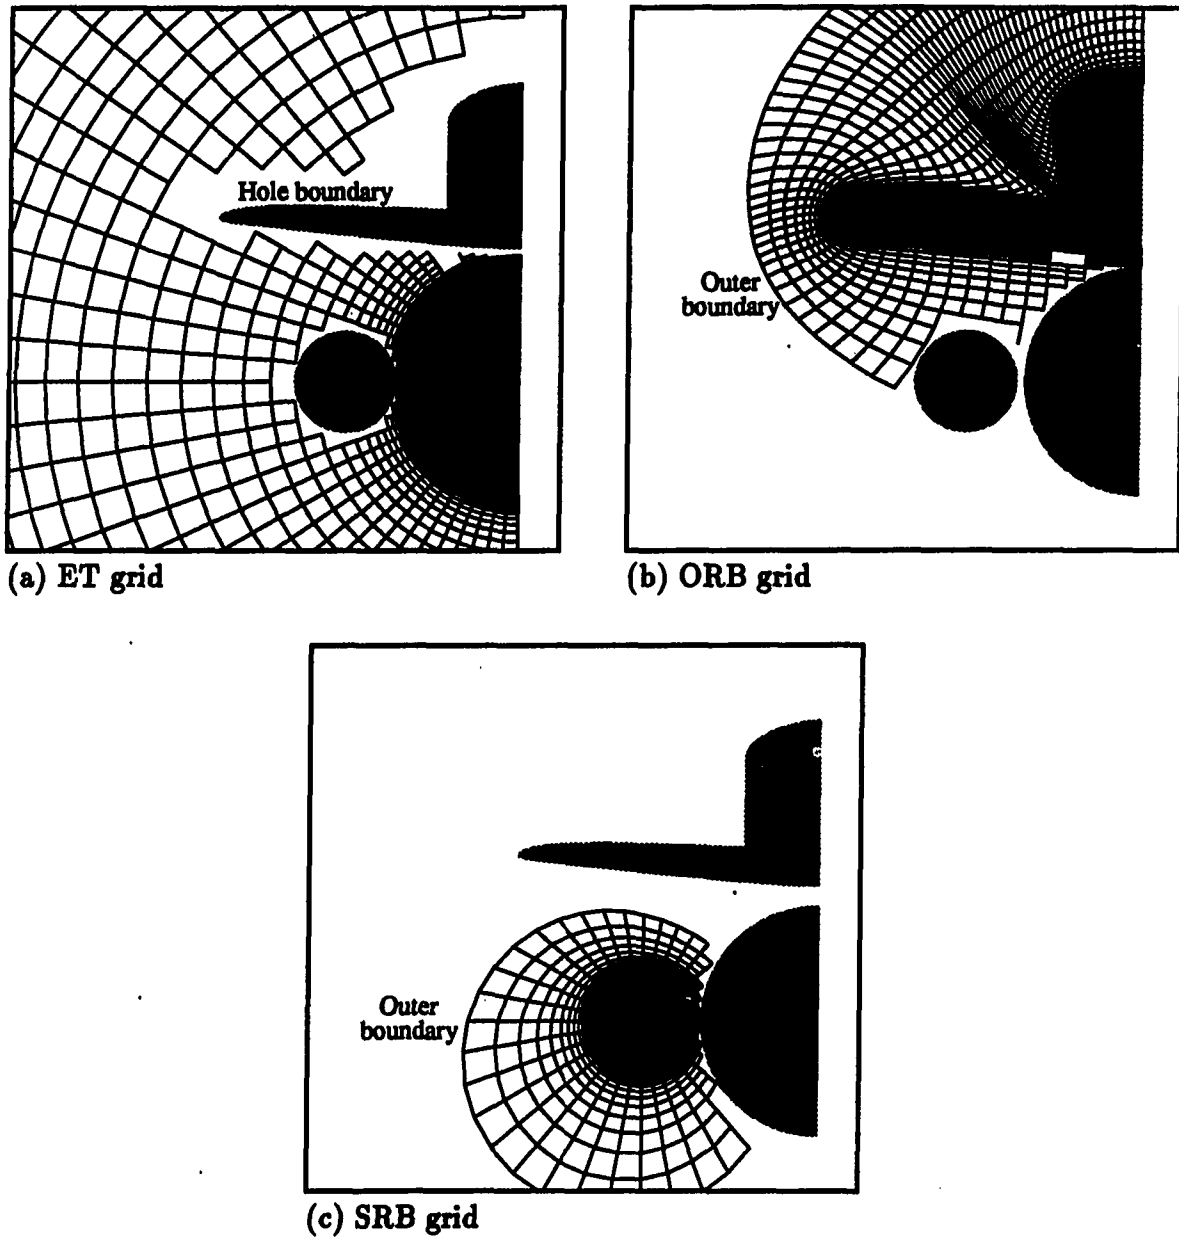 Hole boundary
(a) ET grid
Outer
boundary
(b) ORB grid
Outer
boundary
(c) SRB grid